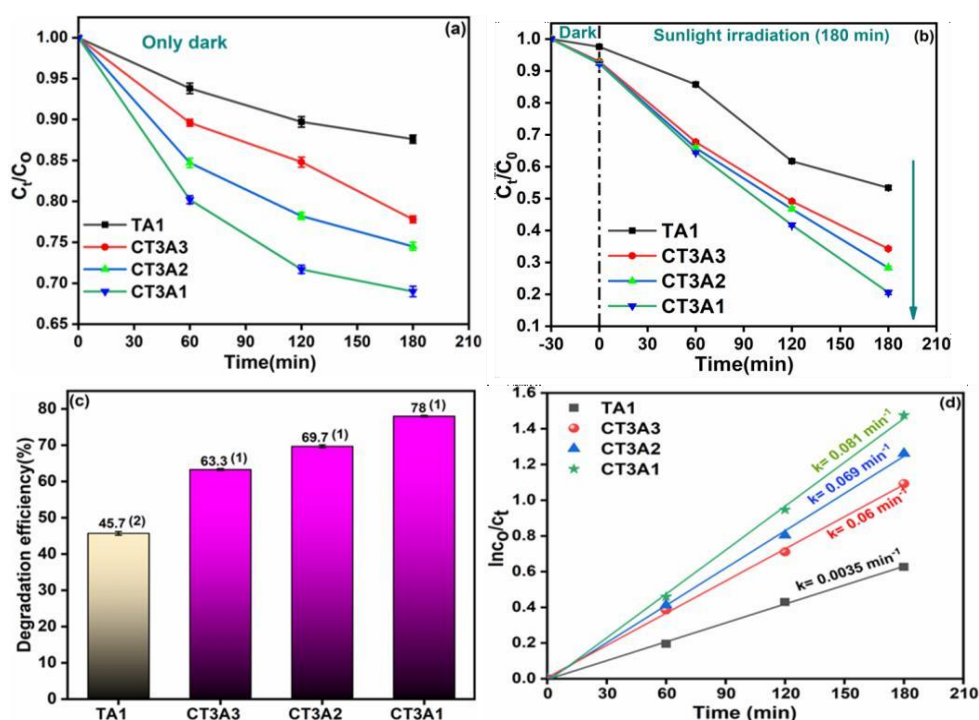 (a)
Only dark
1.00
0.95
0.90
0.85
0.80
0.75
0.70
0.65
Ct/CO
TA1
CT3A3
CT3A2
CT3A1
0 30 60 90 120 150 180 210
Time(min)
Dark
Sunlight irradiation (180 min)
(b)
1.0
0.9
0.8
0.7
0.6
0.5
0.4
0.3
0.2
0.1
Ct/C0
TA1
CT3A3
CT3A2
CT3A1
-30 0 30 60 90 120 150 180 210
Time(min)
(c)
80
70
60
50
40
30
20
10
0
Degradation efficiency(%)
45.7 (2)
63.3 (1)
69.7 (1)
78 (1)
TA1 CT3A3 CT3A2 CT3A1
(d)
1.6
1.4
1.2
1.0
0.8
0.6
0.4
0.2
0.0
lnco/ct
TA1
CT3A3
CT3A2
CT3A1
k= 0.081 min-1
k= 0.069 min-1
k= 0.06 min-1
k= 0.0035 min-1
0 30 60 90 120 150 180 210
Time (min)